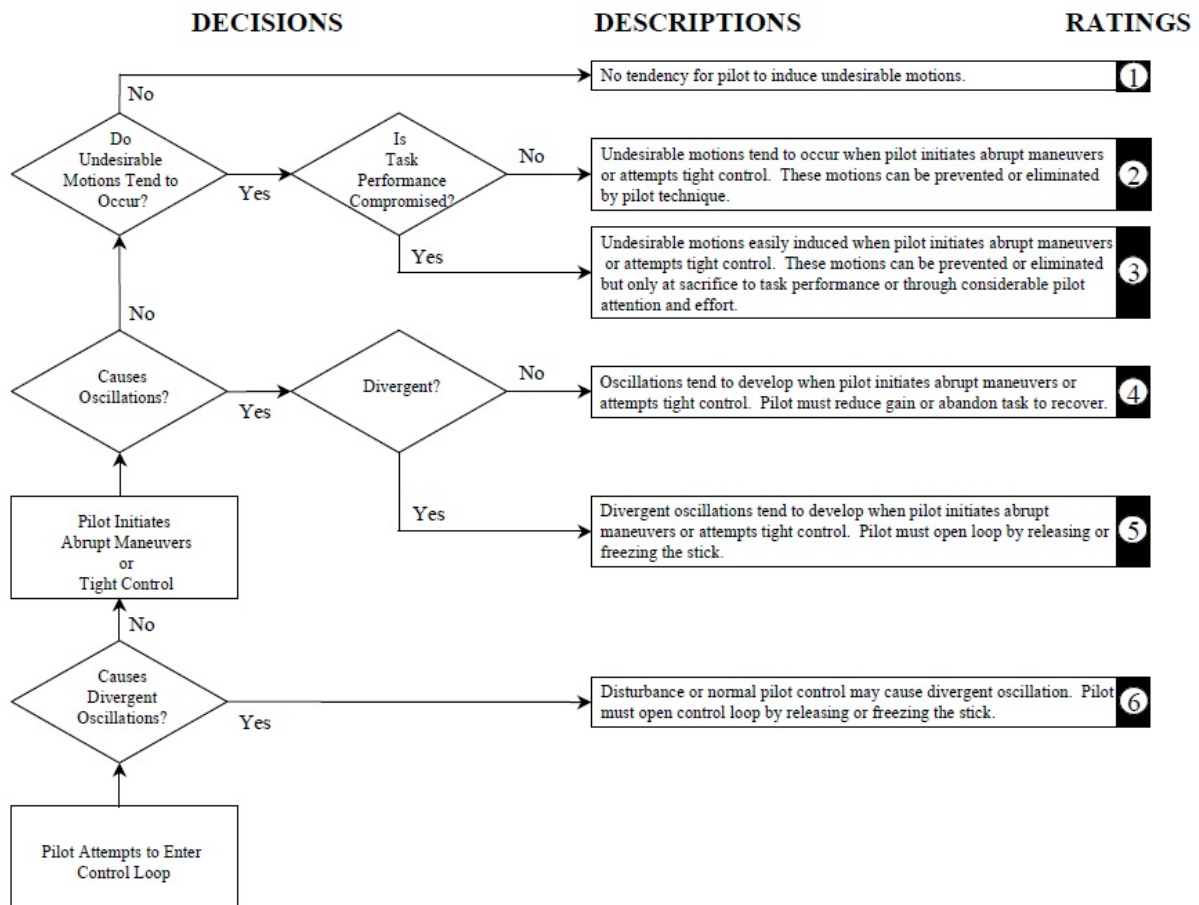 DECISIONS
DESCRIPTIONS
RATINGS
No
No tendency for pilot to induce undesirable motions.
1
Do
Undesirable
Motions Tend to
Occur?
Yes
Is
Task
Performance
Compromised?
No
Undesirable motions tend to occur when pilot initiates abrupt maneuvers
or attempts tight control. These motions can be prevented or eliminated
by pilot technique.
2
Yes
Undesirable motions easily induced when pilot initiates abrupt maneuvers
or attempts tight control. These motions can be prevented or eliminated
but only at sacrifice to task performance or through considerable pilot
attention and effort.
3
No
Causes
Oscillations?
Yes
Divergent?
No
Oscillations tend to develop when pilot initiates abrupt maneuvers or
attempts tight control. Pilot must reduce gain or abandon task to recover.
4
Yes
Divergent oscillations tend to develop when pilot initiates abrupt
maneuvers or attempts tight control. Pilot must open loop by releasing or
freezing the stick.
5
Pilot Initiates
Abrupt Maneuvers
or
Tight Control
No
Causes
Divergent
Oscillations?
Yes
Disturbance or normal pilot control may cause divergent oscillation. Pilot
must open control loop by releasing or freezing the stick.
6
Pilot Attempts to Enter
Control Loop